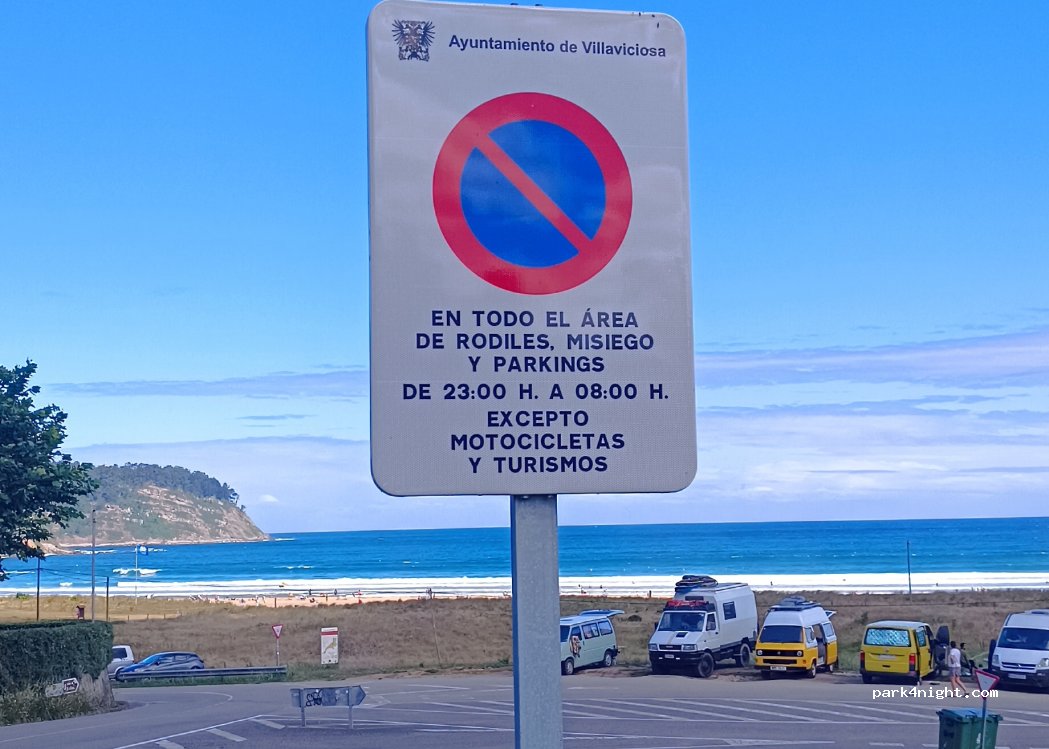 Ayuntamiento de Villaviciosa
EN TODO EL ÁREA
DE RODILES, MISIEGO
Y PARKINGS
DE 23:00 H. A 08:00 H.
EXCEPTO
MOTOCICLETAS
Y TURISMOS
park4night.com